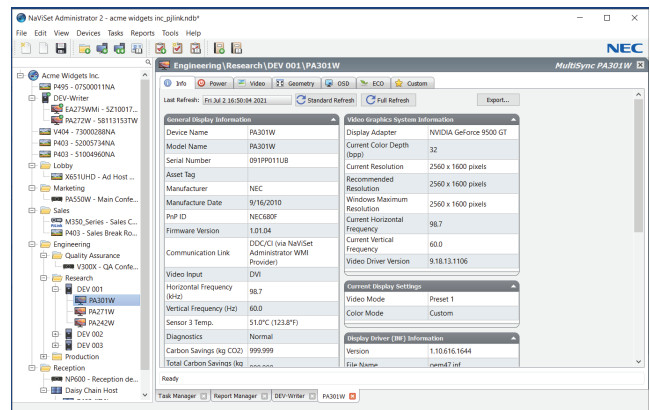 NaViSet Administrator 2 - acme widgets inc_pjlink.ndb*
File Edit View Devices Tasks Reports Tools Help
NEC
Engineering\Research\DEV 001\PA301W
MultiSync PA301W
Acme Widgets Inc.
P495 - 07S00011NA
DEV-Writer
EA275WMi - 5Z10017...
PA272W - 58113153TW
V404 - 73000288NA
P403 - 52005734NA
P403 - 51004960NA
Lobby
X651UHD - Ad Host ...
Marketing
PA550W - Main Confe...
Sales
M350_Series - Sales C...
P403 - Sales Break Ro...
Engineering
Quality Assurance
V300X - QA Confe...
Research
DEV 001
PA301W
PA271W
PA242W
DEV 002
DEV 003
Production
Reception
NP600 - Reception de...
Daisy Chain Host
Info Power Video Geometry OSD ECO Custom
Last Refresh: Fri Jul 2 16:50:04 2021 Standard Refresh Full Refresh Export...
General Display Information
Device Name PA301W
Model Name PA301W
Serial Number 091PP011UB
Asset Tag
Manufacturer NEC
Manufacture Date 9/16/2010
PnP ID NEC680F
Firmware Version 1.01.04
Communication Link DDC/CI (via NaViSet Administrator WMI Provider)
Video Input DVI
Horizontal Frequency (kHz) 98.7
Vertical Frequency (Hz) 60.0
Sensor 3 Temp. 51.0°C (123.8°F)
Diagnostics Normal
Carbon Savings (kg CO2) 999.999
Total Carbon Savings (kg
Video Graphics System Information
Display Adapter NVIDIA GeForce 9500 GT
Current Color Depth (bpp) 32
Current Resolution 2560 x 1600 pixels
Recommended Resolution 2560 x 1600 pixels
Windows Maximum Resolution 2560 x 1600 pixels
Current Horizontal Frequency 98.7
Current Vertical Frequency 60.0
Video Driver Version 9.18.13.1106
Current Display Settings
Video Mode Preset 1
Color Mode Custom
Display Driver (INF) Information
Version 1.10.616.1644
File Name oem47.inf
Ready
Task Manager Report Manager DEV-Writer PA301W